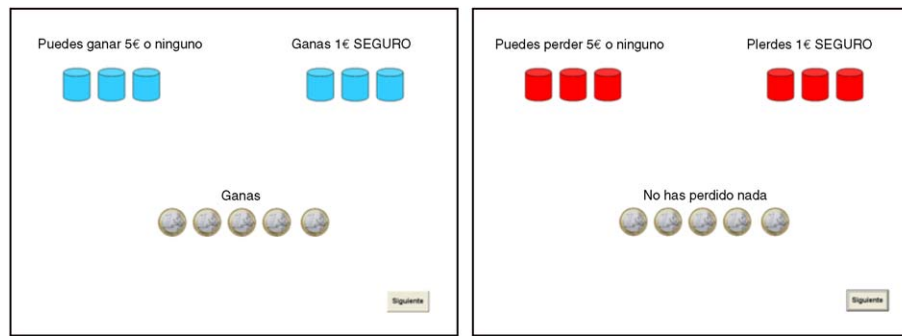 Puedes ganar 5€ o ninguno
Ganas 1€ SEGURO
Ganas
Siguiente
Puedes perder 5€ o ninguno
Plerdes 1€ SEGURO
No has perdido nada
Siguiente